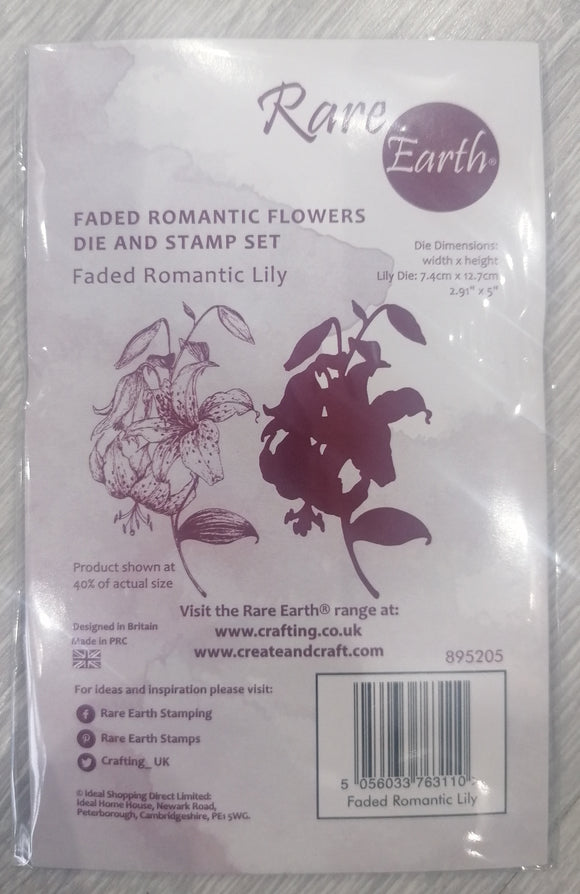 Rare
Earth®
FADED ROMANTIC FLOWERS
DIE AND STAMP SET
Faded Romantic Lily
Die Dimensions:
width x height
Lily Die: 7.4cm x 12.7cm
2.91" x 5"
Product shown at
40% of actual size
Visit the Rare Earth® range at:
www.crafting.co.uk
www.createandcraft.com
Designed in Britain
Made in PRC
895205
For ideas and inspiration please visit:
Rare Earth Stamping
Rare Earth Stamps
Crafting_UK
5 056033 763110 >
Faded Romantic Lily
© Ideal Shopping Direct Limited:
Ideal Home House, Newark Road,
Peterborough, Cambridgeshire, PE1 5WG.